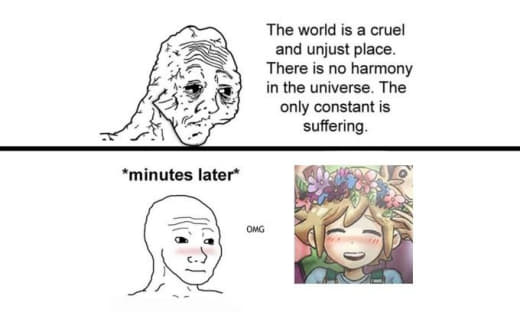 The world is a cruel
and unjust place.
There is no harmony
in the universe. The
only constant is
suffering.
*minutes later*
OMG